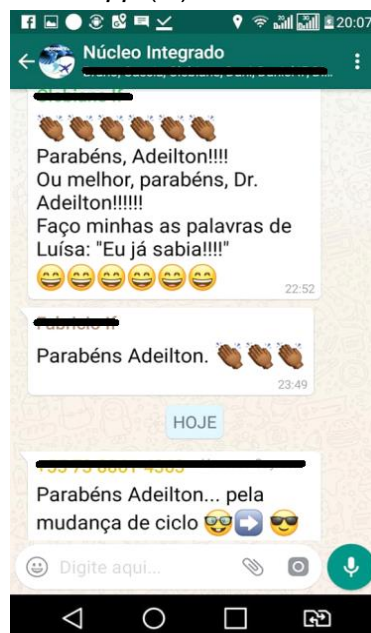 20:07
Núcleo Integrado
Parabéns, Adeilton!!!!
Ou melhor, parabéns, Dr.
Adeilton!!!!!!
Faço minhas as palavras de
Luísa: "Eu já sabia!!!!"
22:52
Parabéns Adeilton.
23:49
HOJE
Parabéns Adeilton... pela
mudança de ciclo
Digite aqui...